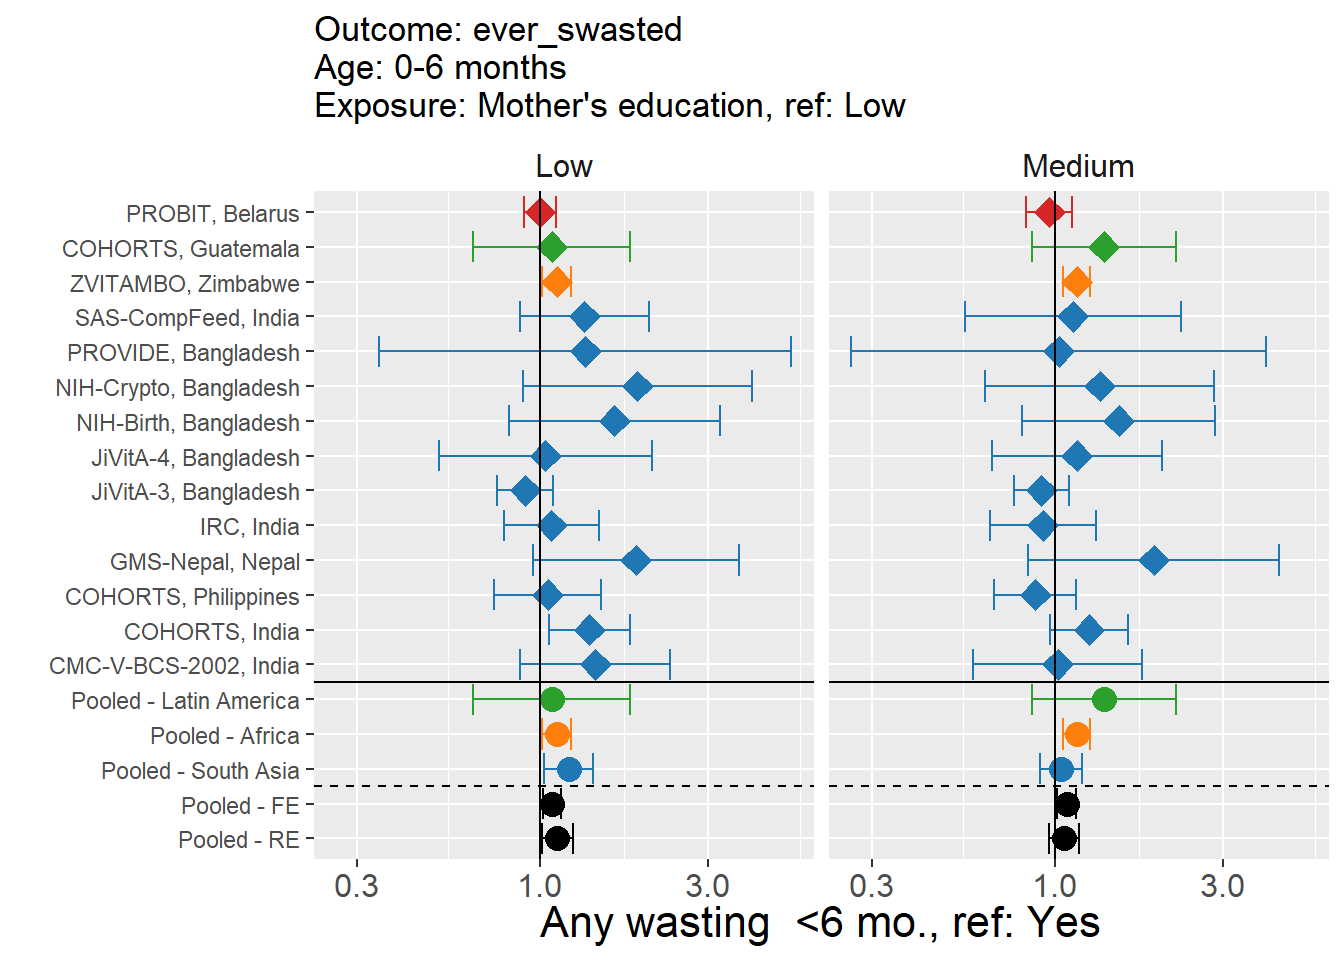 Outcome: ever_swasted
Age: 0-6 months
Exposure: Mother's education, ref: Low
Low
Medium
PROBIT, Belarus
COHORTS, Guatemala
ZVITAMBO, Zimbabwe
SAS-CompFeed, India
PROVIDE, Bangladesh
NIH-Crypto, Bangladesh
NIH-Birth, Bangladesh
JiVitA-4, Bangladesh
JiVitA-3, Bangladesh
IRC, India
GMS-Nepal, Nepal
COHORTS, Philippines
COHORTS, India
CMC-V-BCS-2002, India
Pooled - Latin America
Pooled - Africa
Pooled - South Asia
Pooled - FE
Pooled - RE
0.3 1.0 3.0 0.3 1.0 3.0
Any wasting  <6 mo., ref: Yes